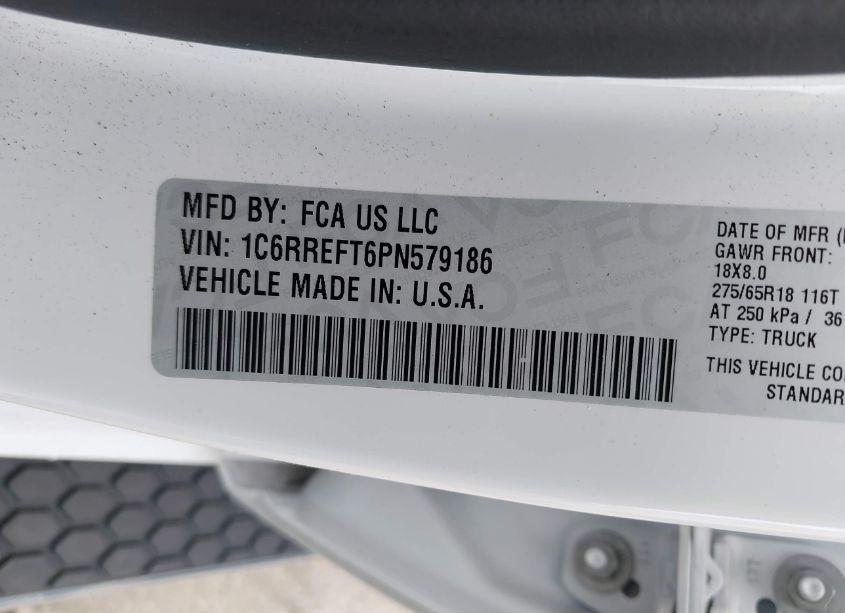 MFD BY: FCA US LLC
VIN: 1C6RREFT6PN579186
VEHICLE MADE IN: U.S.A.
DATE OF MFR
GAWR FRONT:
18X8.0
275/65R18 116T
AT 250 kPa / 36
TYPE: TRUCK
THIS VEHICLE
STANDAR